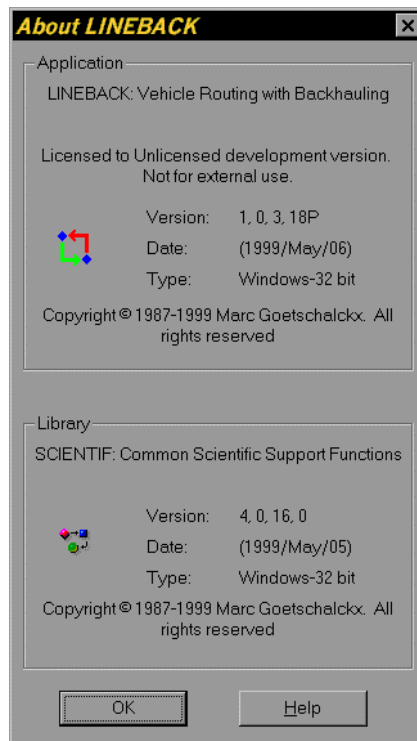 About LINEBACK
Application
LINEBACK: Vehicle Routing with Backhauling
Licensed to Unlicensed development version.
Not for external use.
Version: 1, 0, 3, 18P
Date: (1999/May/06)
Type: Windows-32 bit
Copyright © 1987-1999 Marc Goetschalckx. All
rights reserved
Library
SCIENTIF: Common Scientific Support Functions
Version: 4, 0, 16, 0
Date: (1999/May/05)
Type: Windows-32 bit
Copyright © 1987-1999 Marc Goetschalckx. All
rights reserved
OK Help